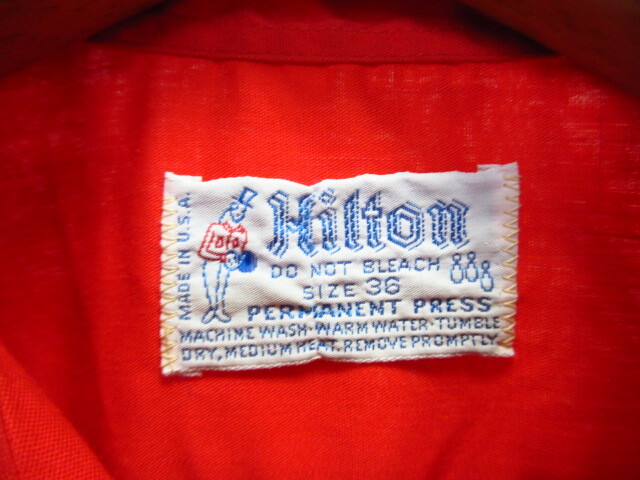 MADE IN U.S.A.
Hilton
DO NOT BLEACH
SIZE 36
PERMANENT PRESS
MACHINE WASH·WARM WATER·TUMBLE
DRY, MEDIUM HEAT. REMOVE PROMPTLY